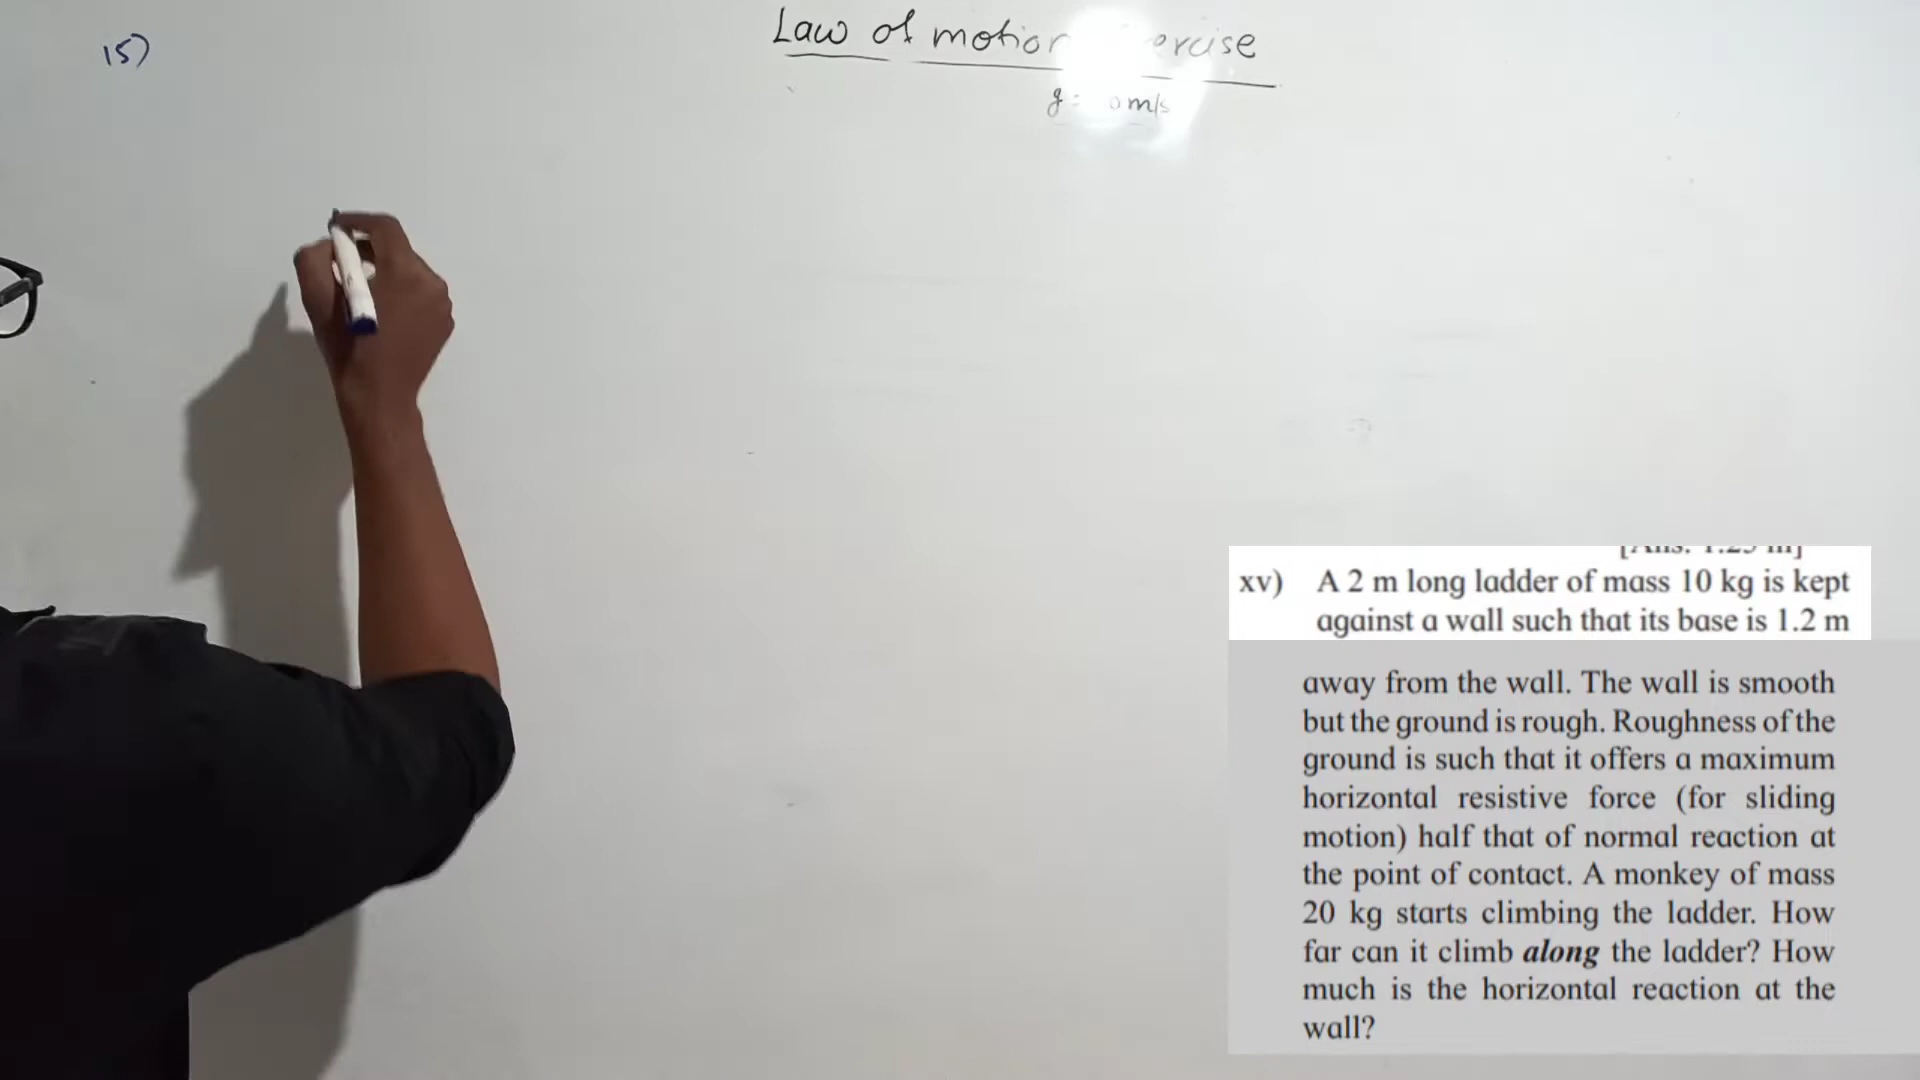 15)
Law of motion ercise
g = 0 m/s
xv) A 2 m long ladder of mass 10 kg is kept
against a wall such that its base is 1.2 m
away from the wall. The wall is smooth
but the ground is rough. Roughness of the
ground is such that it offers a maximum
horizontal resistive force (for sliding
motion) half that of normal reaction at
the point of contact. A monkey of mass
20 kg starts climbing the ladder. How
far can it climb along the ladder? How
much is the horizontal reaction at the
wall?